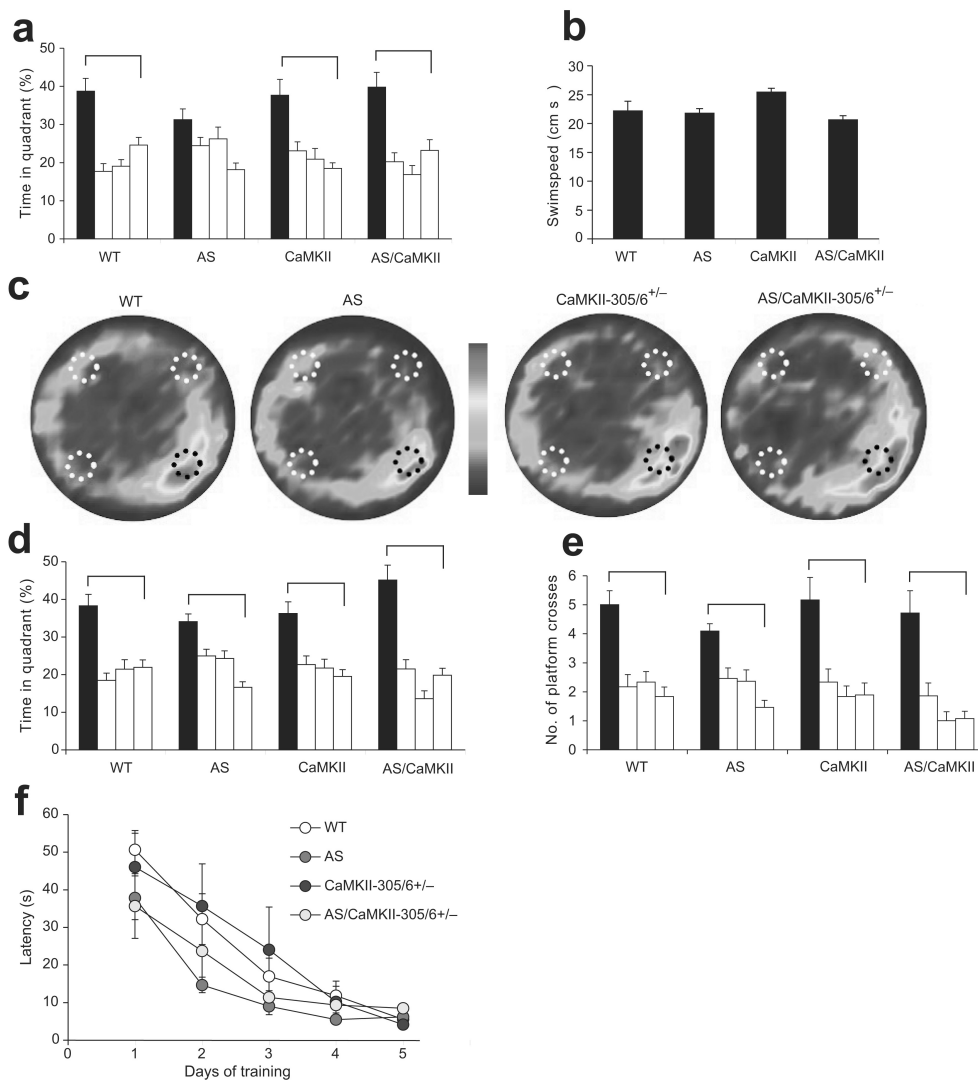 a
Time in quadrant (%)
50
40
30
20
10
0
WT
AS
CaMKII
AS/CaMKII
b
Swimspeed (cm s )
30
25
20
15
10
5
0
WT
AS
CaMKII
AS/CaMKII
c
WT
AS
CaMKII-305/6+/–
AS/CaMKII-305/6+/–
d
Time in quadrant (%)
50
40
30
20
10
0
WT
AS
CaMKII
AS/CaMKII
e
No. of platform crosses
6
5
4
3
2
1
0
WT
AS
CaMKII
AS/CaMKII
f
Latency (s)
60
50
40
30
20
10
0
0
1
2
3
4
5
Days of training
WT
AS
CaMKII-305/6+/–
AS/CaMKII-305/6+/–